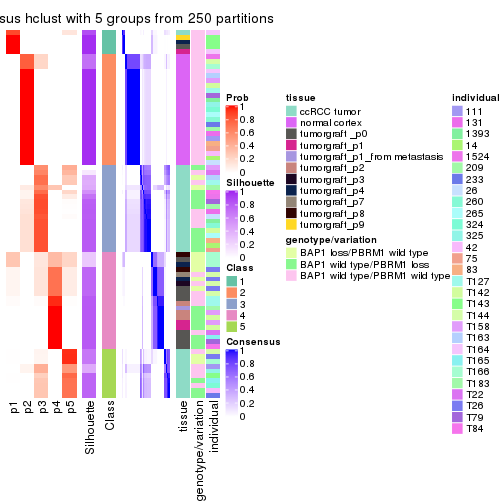 sus hclust with 5 groups from 250 partitions
p1
p2
p3
p4
p5
Silhouette
Class
tissue
genotype/variation
individual
Prob
1
0.8
0.6
0.4
0.2
0
Silhouette
1
0.8
0.6
0.4
0.2
0
Class
1
2
3
4
5
Consensus
1
0.8
0.6
0.4
0.2
0
tissue
ccRCC tumor
normal cortex
tumorgraft _p0
tumorgraft_p1
tumorgraft_p1_from metastasis
tumorgraft_p2
tumorgraft_p3
tumorgraft_p4
tumorgraft_p7
tumorgraft_p8
tumorgraft_p9
genotype/variation
BAP1 loss/PBRM1 wild type
BAP1 wild type/PBRM1 loss
BAP1 wild type/PBRM1 wild type
individual
111
131
1393
14
1524
209
233
26
260
265
324
325
42
75
83
T127
T142
T143
T144
T158
T163
T164
T165
T166
T183
T22
T26
T79
T84